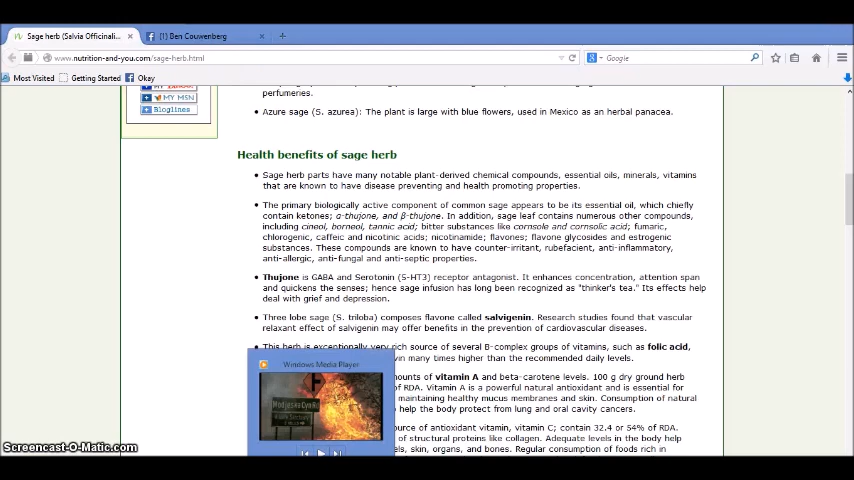 Sage herb (Salvia Officinali...
(1) Ben Couwenberg
www.nutrition-and-you.com/sage-herb.html
Google
Most Visited
Getting Started
Okay
MY YAHOO!
MY MSN
Bloglines
perfumeries.
Azure sage (S. azurea): The plant is large with blue flowers, used in Mexico as an herbal panacea.
Health benefits of sage herb
Sage herb parts have many notable plant-derived chemical compounds, essential oils, minerals, vitamins
that are known to have disease preventing and health promoting properties.
The primary biologically active component of common sage appears to be its essential oil, which chiefly
contain ketones; α-thujone, and β-thujone. In addition, sage leaf contains numerous other compounds,
including cineol, borneol, tannic acid; bitter substances like cornsole and cornsolic acid; fumaric,
chlorogenic, caffeic and nicotinic acids; nicotinamide; flavones; flavone glycosides and estrogenic
substances. These compounds are known to have counter-irritant, rubefacient, anti-inflammatory,
anti-allergic, anti-fungal and anti-septic properties.
Thujone is GABA and Serotonin (5-HT3) receptor antagonist. It enhances concentration, attention span
and quickens the senses; hence sage infusion has long been recognized as "thinker's tea." Its effects help
deal with grief and depression.
Three lobe sage (S. triloba) composes flavone called salvigenin. Research studies found that vascular
relaxant effect of salvigenin may offer benefits in the prevention of cardiovascular diseases.
This herb is exceptionally very rich source of several B-complex groups of vitamins, such as folic acid,
vin many times higher than the recommended daily levels.
Windows Media Player
mounts of vitamin A and beta-carotene levels. 100 g dry ground herb
of RDA. Vitamin A is a powerful natural antioxidant and is essential for
maintaining healthy mucus membranes and skin. Consumption of natural
help the body protect from lung and oral cavity cancers.
Modjeska Cyn Rd
ource of antioxidant vitamin, vitamin C; contain 32.4 or 54% of RDA.
of structural proteins like collagen. Adequate levels in the body help
els, skin, organs, and bones. Regular consumption of foods rich in
Screencast-O-Matic.com